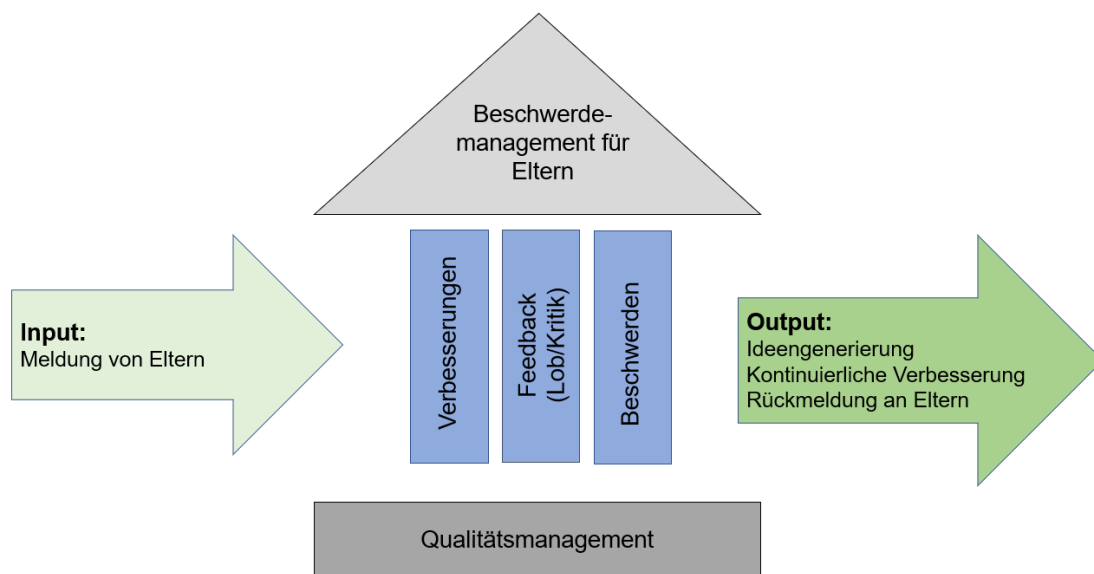 Beschwerde-
management für
Eltern
Input:
Meldung von Eltern
Verbesserungen
Feedback
(Lob/Kritik)
Beschwerden
Output:
Ideengenerierung
Kontinuierliche Verbesserung
Rückmeldung an Eltern
Qualitätsmanagement